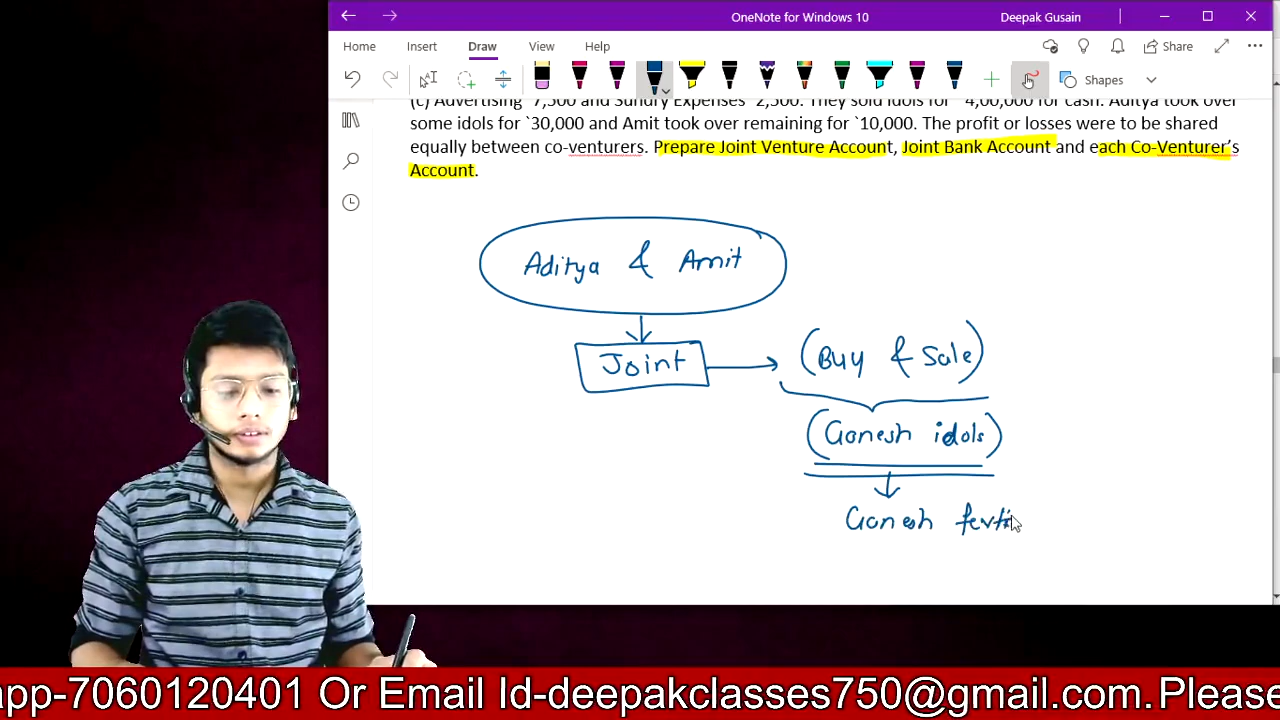 OneNote for Windows 10
Deepak Gusain
Home Insert Draw View Help
Share
Shapes
(c) Advertising `7,500 and Sundry Expenses `2,500. They sold idols for ` 4,00,000 for cash. Aditya took over
some idols for `30,000 and Amit took over remaining for `10,000. The profit or losses were to be shared
equally between co-venturers. Prepare Joint Venture Account, Joint Bank Account and each Co-Venturer’s
Account.
Aditya & Amit
Joint
(Buy & Sale)
(Ganesh idols)
Ganesh festi
app-7060120401 Or Email Id-deepakclasses750@gmail.com.Please